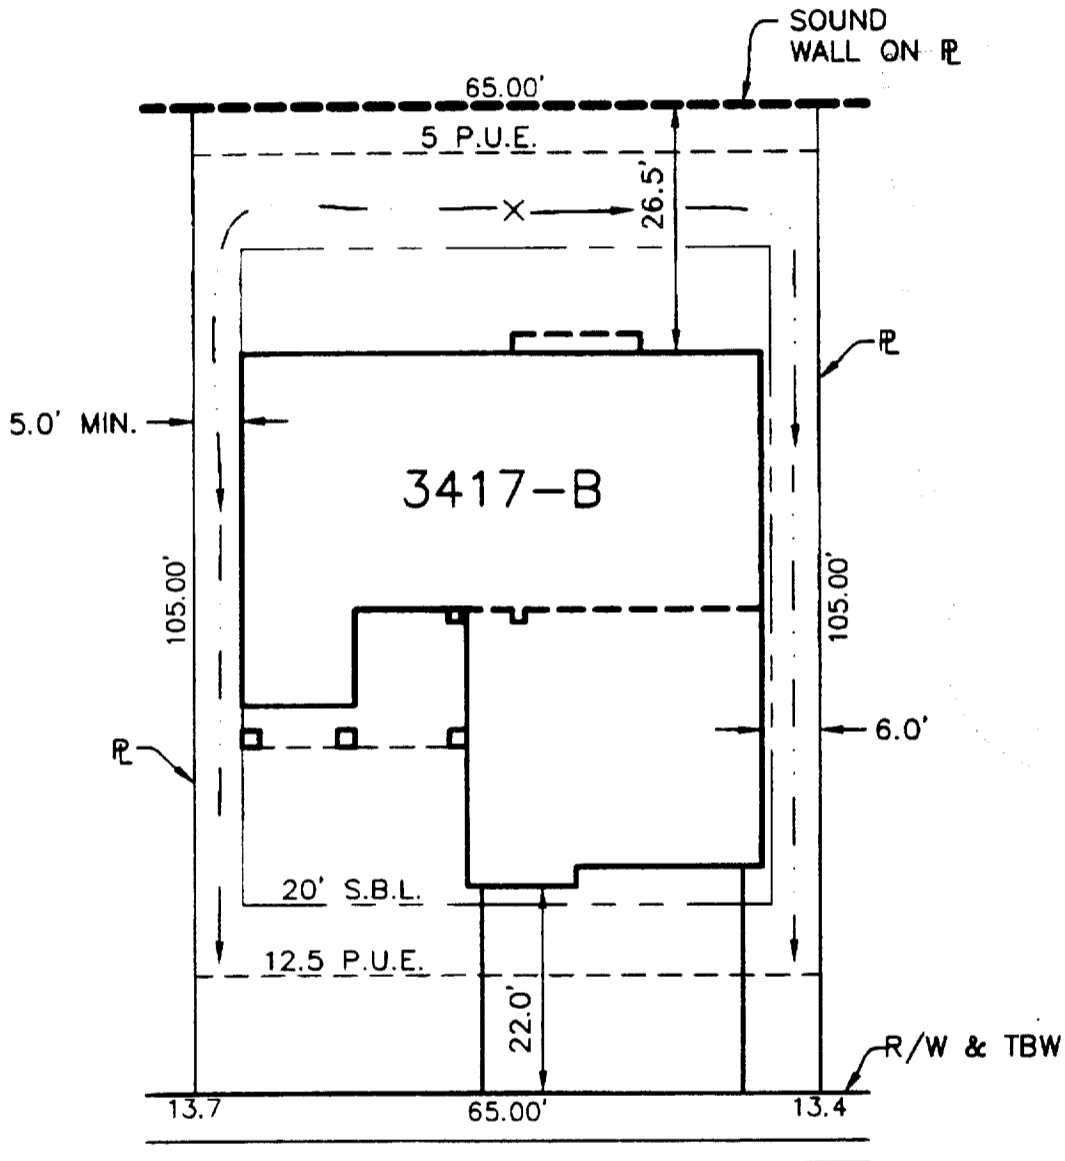 SOUND
WALL ON ⅊
65.00'
5 P.U.E.
26.5'
⅊
5.0' MIN.
3417-B
105.00'
105.00'
6.0'
⅊
20' S.B.L.
12.5 P.U.E.
22.0'
R/W & TBW
13.7
65.00'
13.4